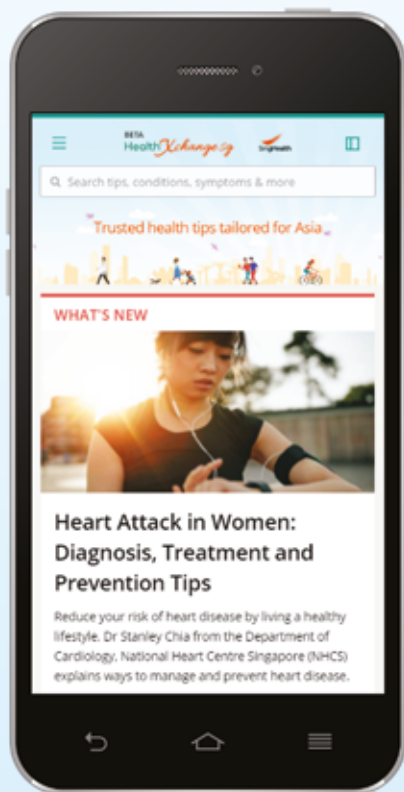 BETA
HealthXchange.sg SingHealth
Search tips, conditions, symptoms & more
Trusted health tips tailored for Asia
WHAT'S NEW
Heart Attack in Women:
Diagnosis, Treatment and
Prevention Tips
Reduce your risk of heart disease by living a healthy
lifestyle. Dr Stanley Chia from the Department of
Cardiology, National Heart Centre Singapore (NHCS)
explains ways to manage and prevent heart disease.